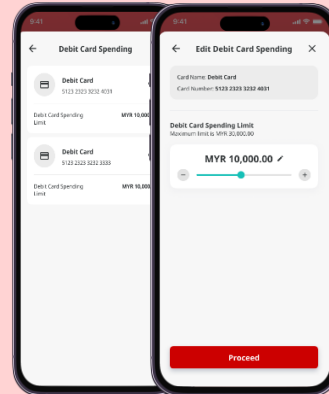 9:41
Debit Card Spending
Debit Card
5123 2323 3232 4031
Debit Card Spending
Limit
MYR 10,000
Debit Card
5123 2323 3232 3333
Debit Card Spending
Limit
MYR 10,000
9:41
Edit Debit Card Spending
Card Name: Debit Card
Card Number: 5123 2323 3232 4031
Debit Card Spending Limit
Maximum limit is MYR 30,000.00
MYR 10,000.00
Proceed